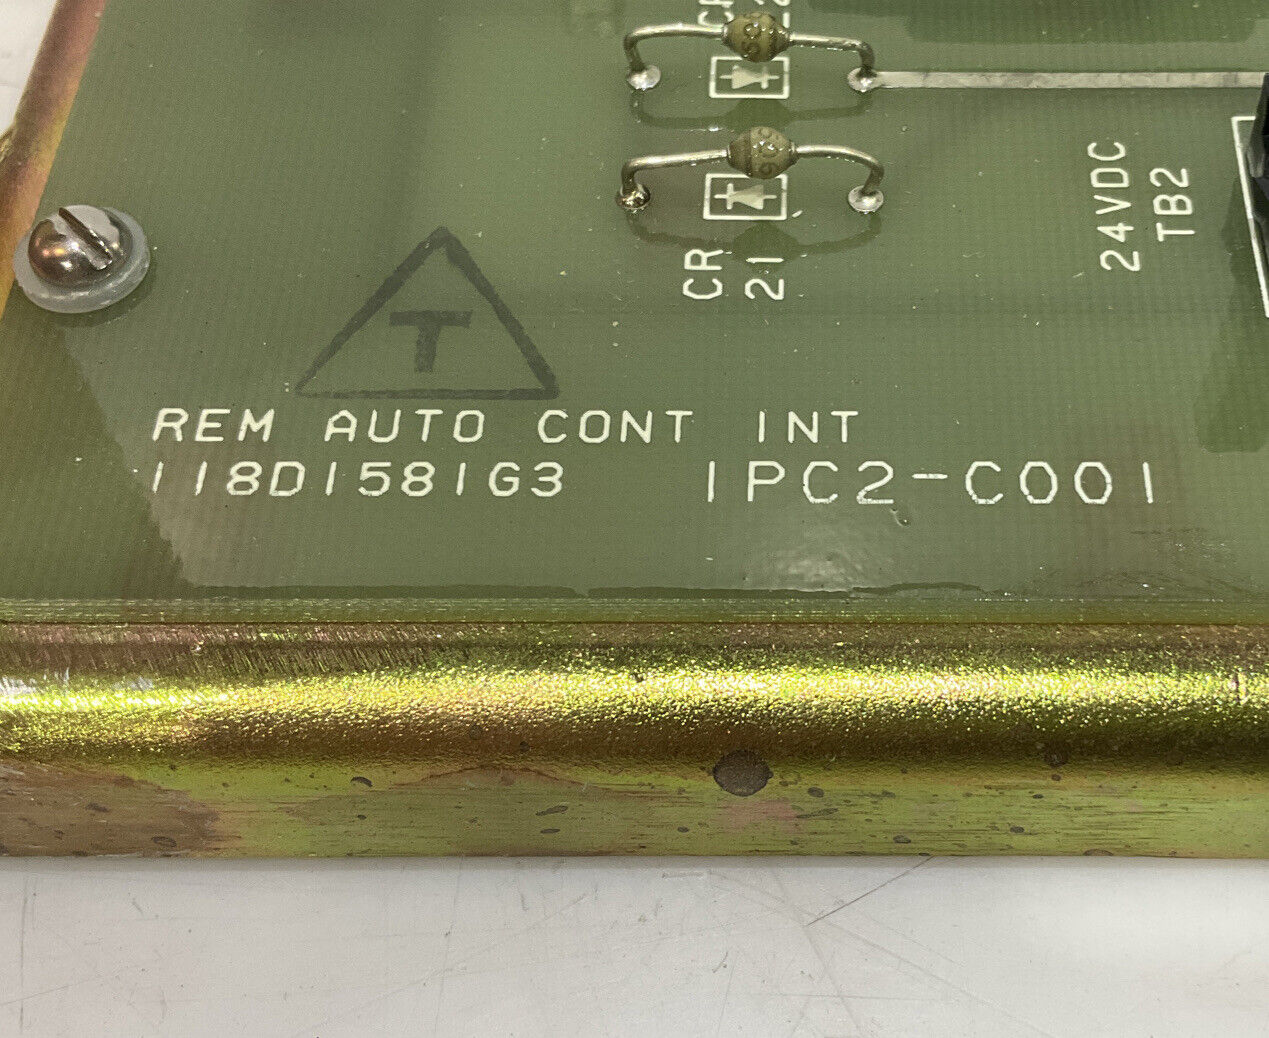 24VDC
TB2
CR
21
T
REM AUTO CONT INT
118D1581G3 1PC2-C001